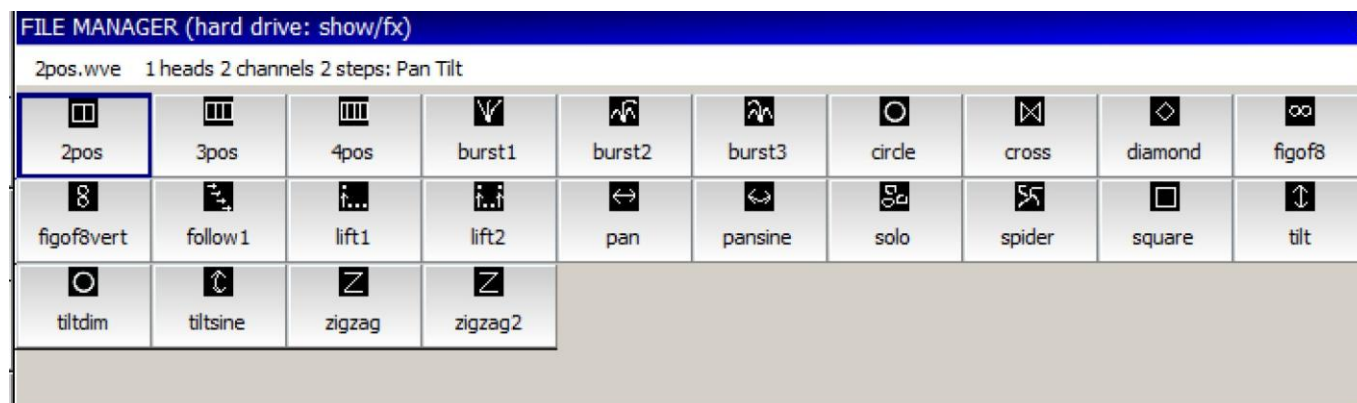 FILE MANAGER (hard drive: show/fx)
2pos.wve 1 heads 2 channels 2 steps: Pan Tilt
2pos 3pos 4pos burst1 burst2 burst3 circle cross diamond figof8
figof8vert follow1 lift1 lift2 pan pansine solo spider square tilt
tiltdim tiltsine zigzag zigzag2